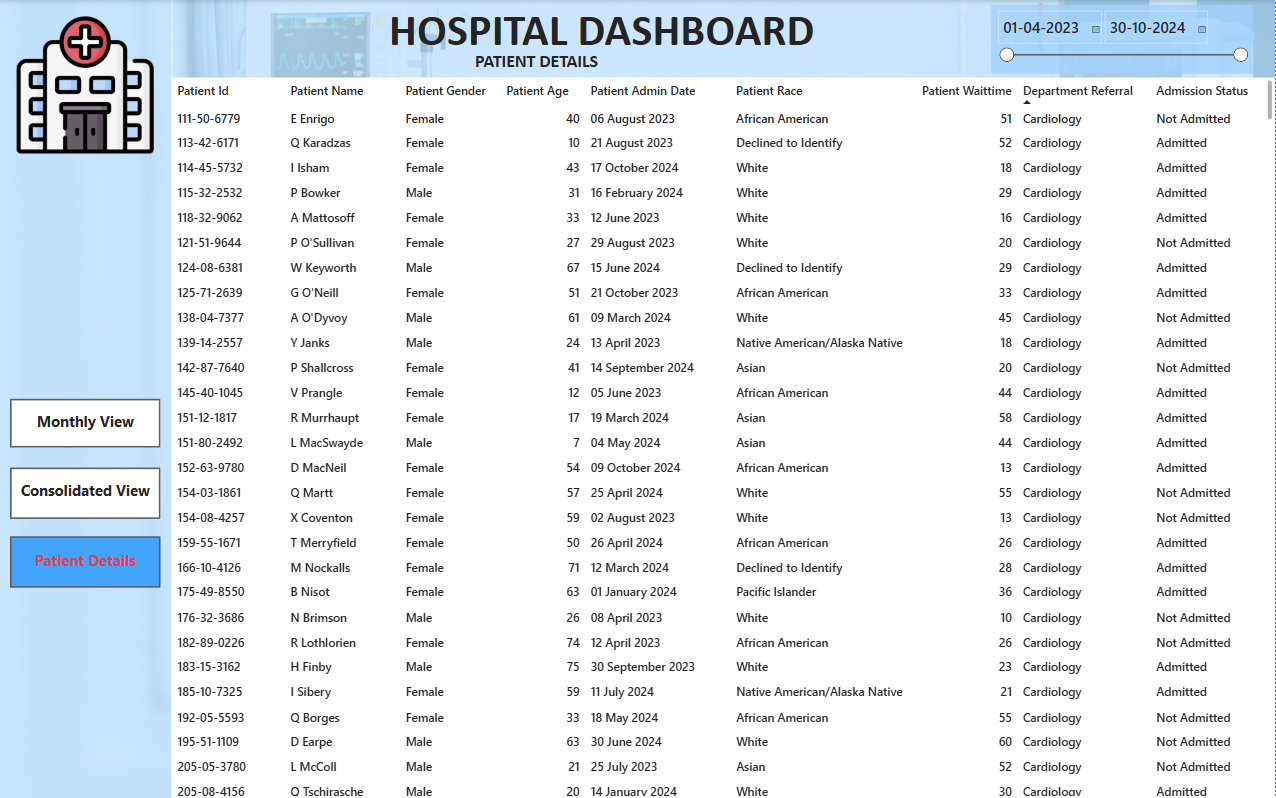 HOSPITAL DASHBOARD
PATIENT DETAILS
01-04-2023 30-10-2024
Patient Id Patient Name Patient Gender Patient Age Patient Admin Date Patient Race Patient Waittime Department Referral Admission Status
111-50-6779 E Enrigo Female 40 06 August 2023 African American 51 Cardiology Not Admitted
113-42-6171 Q Karadzas Female 10 21 August 2023 Declined to Identify 52 Cardiology Admitted
114-45-5732 I Isham Female 43 17 October 2024 White 18 Cardiology Admitted
115-32-2532 P Bowker Male 31 16 February 2024 White 29 Cardiology Admitted
118-32-9062 A Mattosoff Female 33 12 June 2023 White 16 Cardiology Admitted
121-51-9644 P O'Sullivan Female 27 29 August 2023 White 20 Cardiology Not Admitted
124-08-6381 W Keyworth Male 67 15 June 2024 Declined to Identify 29 Cardiology Admitted
125-71-2639 G O'Neill Female 51 21 October 2023 African American 33 Cardiology Admitted
138-04-7377 A O'Dyvoy Male 61 09 March 2024 White 45 Cardiology Not Admitted
139-14-2557 Y Janks Male 24 13 April 2023 Native American/Alaska Native 18 Cardiology Admitted
142-87-7640 P Shallcross Female 41 14 September 2024 Asian 20 Cardiology Not Admitted
145-40-1045 V Prangle Female 12 05 June 2023 African American 44 Cardiology Admitted
151-12-1817 R Murrhaupt Female 17 19 March 2024 Asian 58 Cardiology Admitted
151-80-2492 L MacSwayde Male 7 04 May 2024 Asian 44 Cardiology Admitted
152-63-9780 D MacNeil Female 54 09 October 2024 African American 13 Cardiology Admitted
154-03-1861 Q Martt Female 57 25 April 2024 White 55 Cardiology Not Admitted
154-08-4257 X Coventon Female 59 02 August 2023 White 13 Cardiology Not Admitted
159-55-1671 T Merryfield Female 50 26 April 2024 African American 26 Cardiology Admitted
166-10-4126 M Nockalls Female 71 12 March 2024 Declined to Identify 28 Cardiology Admitted
175-49-8550 B Nisot Female 63 01 January 2024 Pacific Islander 36 Cardiology Admitted
176-32-3686 N Brimson Male 26 08 April 2023 White 10 Cardiology Not Admitted
182-89-0226 R Lothlorien Female 74 12 April 2023 African American 26 Cardiology Not Admitted
183-15-3162 H Finby Male 75 30 September 2023 White 23 Cardiology Admitted
185-10-7325 I Sibery Female 59 11 July 2024 Native American/Alaska Native 21 Cardiology Admitted
192-05-5593 Q Borges Female 33 18 May 2024 African American 55 Cardiology Not Admitted
195-51-1109 D Earpe Male 63 30 June 2024 White 60 Cardiology Not Admitted
205-05-3780 L McColl Male 21 25 July 2023 Asian 52 Cardiology Not Admitted
205-08-4156 Q Tschirasche Male 20 14 January 2024 White 30 Cardiology Admitted
Monthly View
Consolidated View
Patient Details